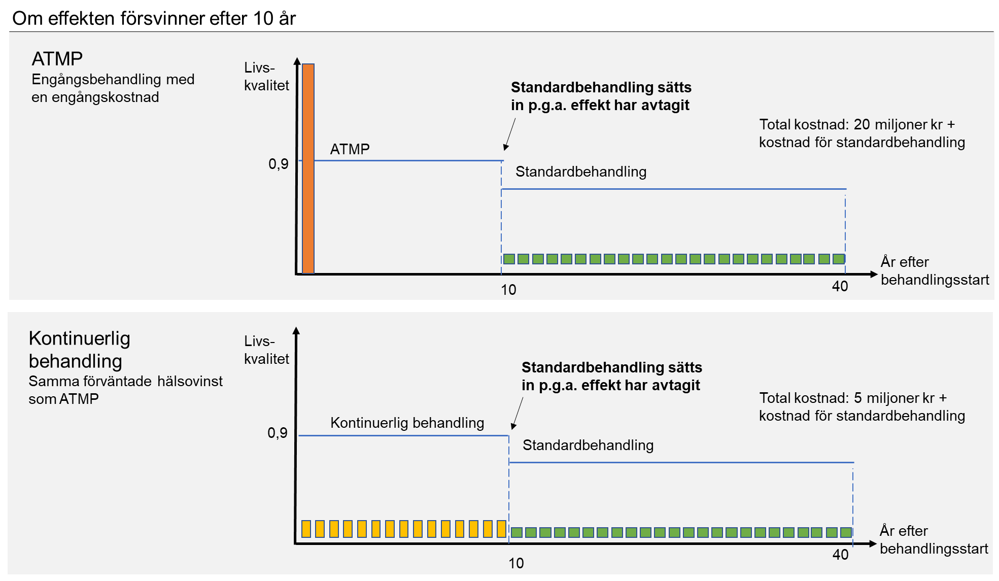 Om effekten försvinner efter 10 år
ATMP
Engångsbehandling med
en engångskostnad
Livs-
kvalitet
Standardbehandling sätts
in p.g.a. effekt har avtagit
Total kostnad: 20 miljoner kr +
kostnad för standardbehandling
ATMP
0,9
Standardbehandling
År efter
behandlingsstart
10
40
Kontinuerlig
behandling
Samma förväntade hälsovinst
som ATMP
Livs-
kvalitet
Standardbehandling sätts
in p.g.a. effekt har avtagit
Total kostnad: 5 miljoner kr +
kostnad för standardbehandling
Kontinuerlig behandling
0,9
Standardbehandling
År efter
behandlingsstart
10
40